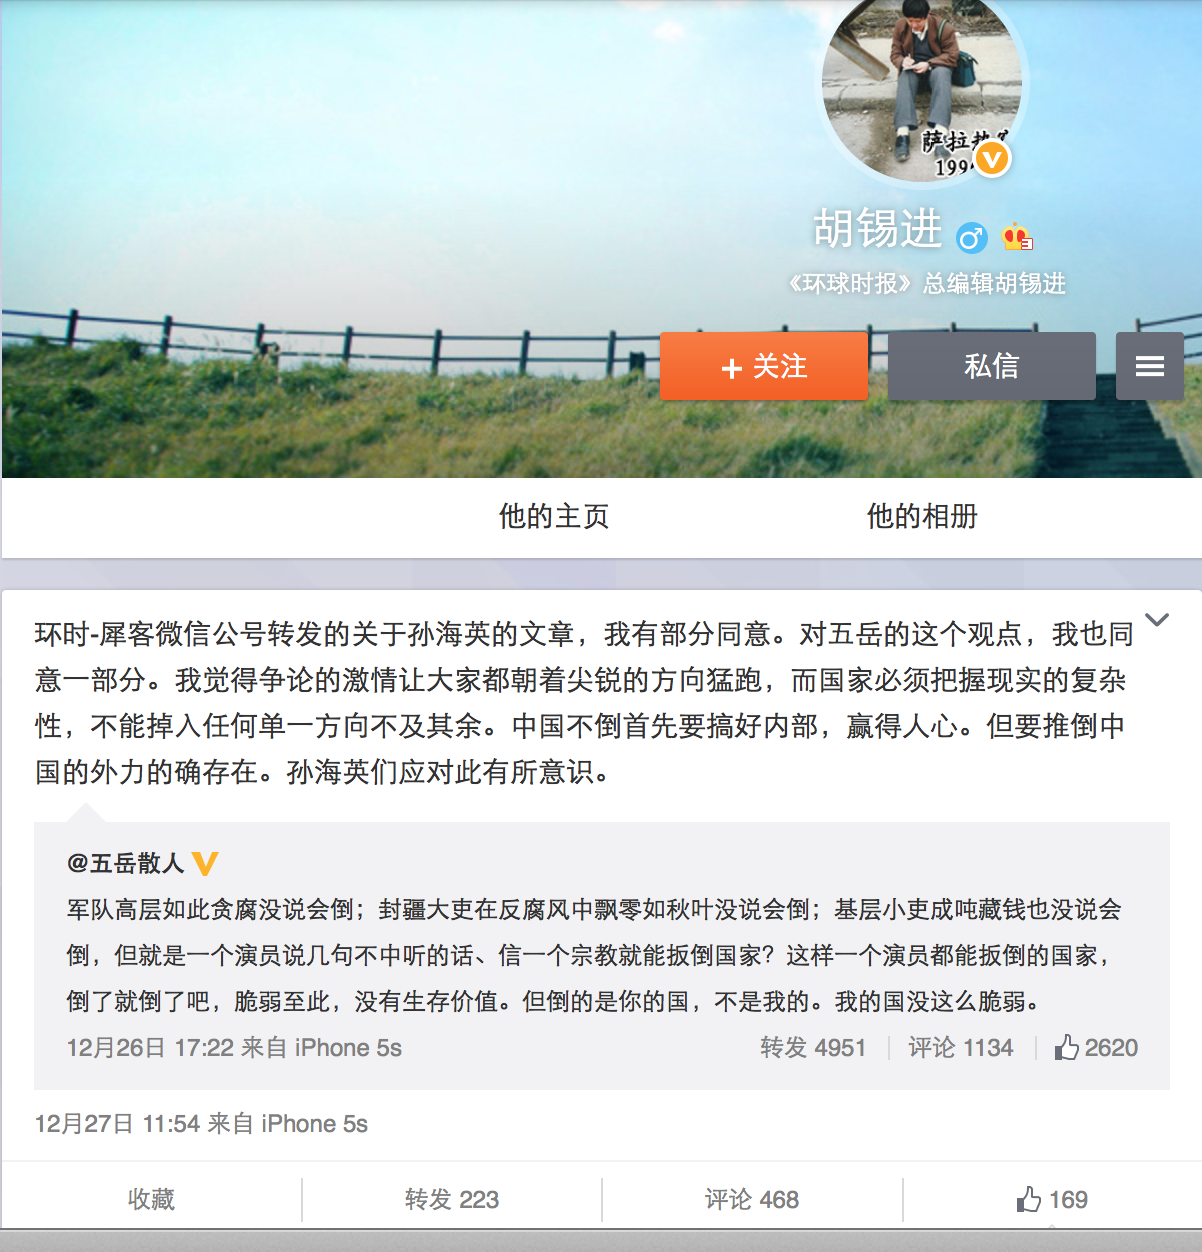 萨拉热
199
胡锡进
《环球时报》总编辑胡锡进
+ 关注
私信
他的主页
他的相册
环时-犀客微信公号转发的关于孙海英的文章，我有部分同意。对五岳的这个观点，我也同
意一部分。我觉得争论的激情让大家都朝着尖锐的方向猛跑，而国家必须把握现实的复杂
性，不能掉入任何单一方向不及其余。中国不倒首先要搞好内部，赢得人心。但要推倒中
国的外力的确存在。孙海英们应对此有所意识。
@五岳散人
军队高层如此贪腐没说会倒；封疆大吏在反腐风中飘零如秋叶没说会倒；基层小吏成吨藏钱也没说会
倒，但就是一个演员说几句不中听的话、信一个宗教就能扳倒国家？这样一个演员都能扳倒的国家，
倒了就倒了吧，脆弱至此，没有生存价值。但倒的是你的国，不是我的。我的国没这么脆弱。
12月26日 17:22 来自 iPhone 5s
转发 4951
评论 1134
2620
12月27日 11:54 来自 iPhone 5s
收藏
转发 223
评论 468
169